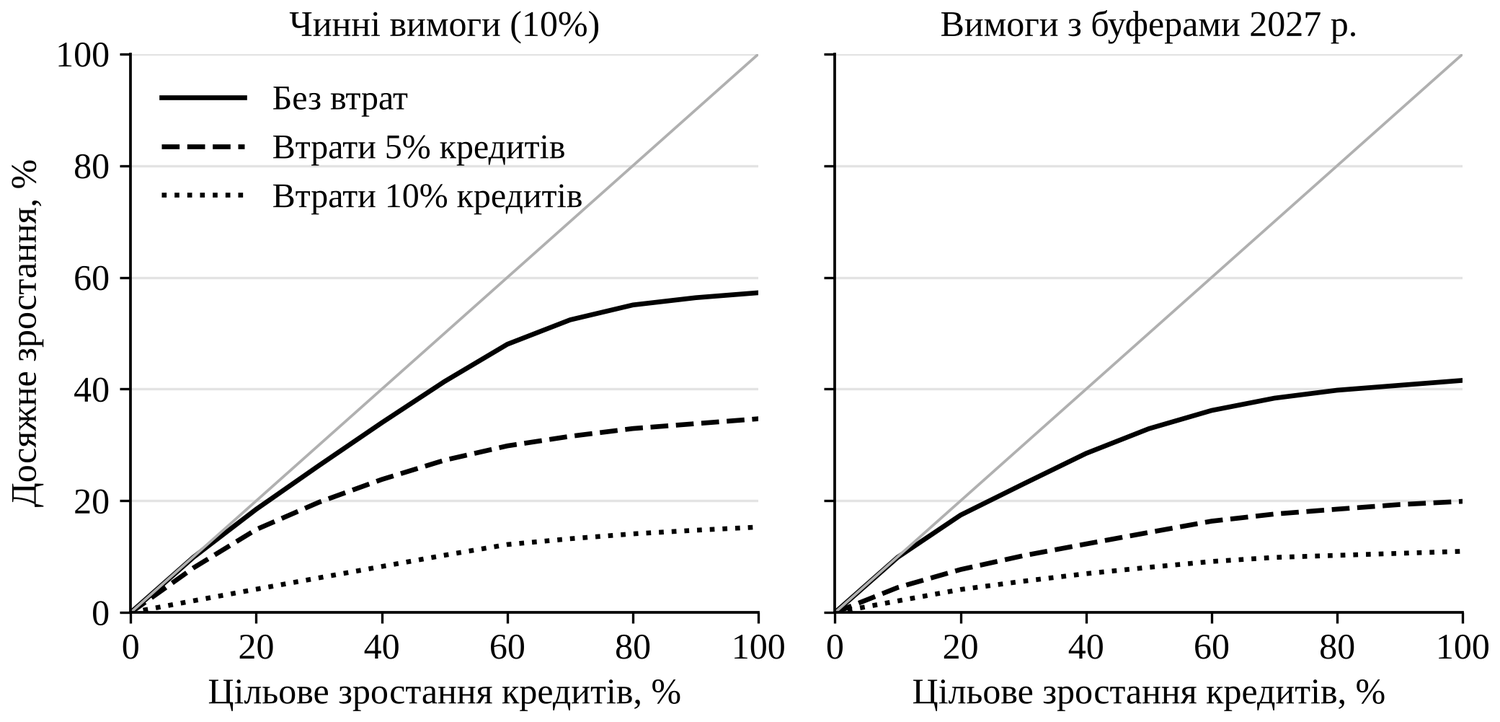 Чинні вимоги (10%)
Вимоги з буферами 2027 р.
Досяжне зростання, %
100
80
60
40
20
0
Без втрат
Втрати 5% кредитів
Втрати 10% кредитів
0 20 40 60 80 100
0 20 40 60 80 100
Цільове зростання кредитів, %
Цільове зростання кредитів, %